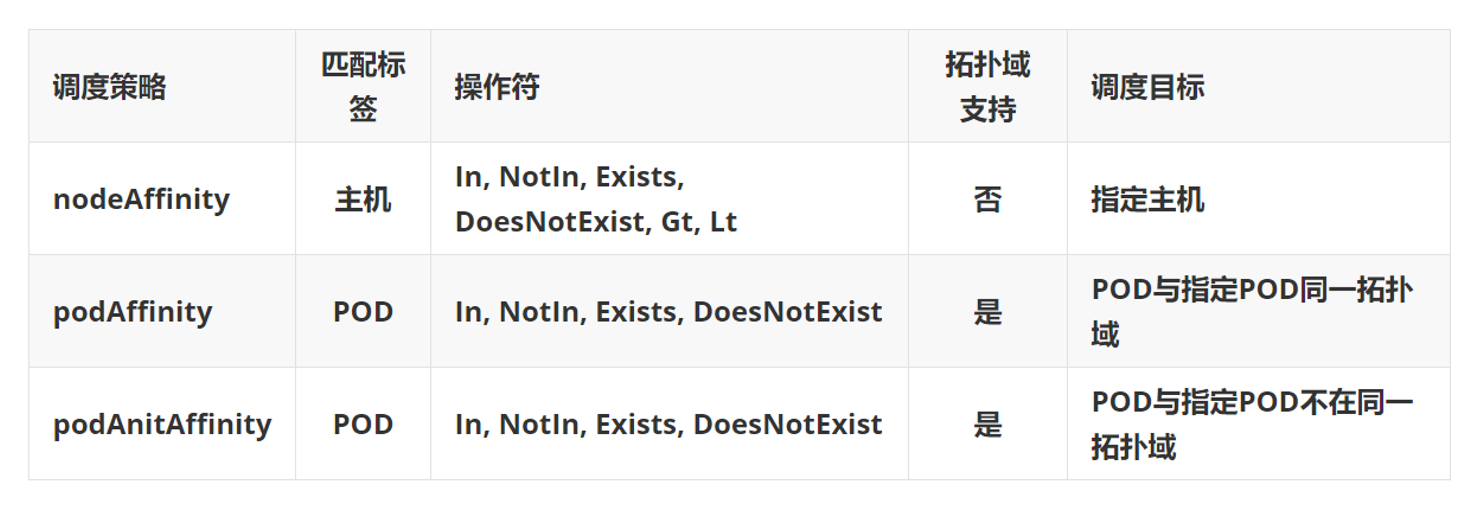 调度策略
匹配标
签
操作符
拓扑域
支持
调度目标
nodeAffinity
主机
In, NotIn, Exists,
DoesNotExist, Gt, Lt
否
指定主机
podAffinity
POD
In, NotIn, Exists, DoesNotExist
是
POD与指定POD同一拓扑
域
podAnitAffinity
POD
In, NotIn, Exists, DoesNotExist
是
POD与指定POD不在同一
拓扑域